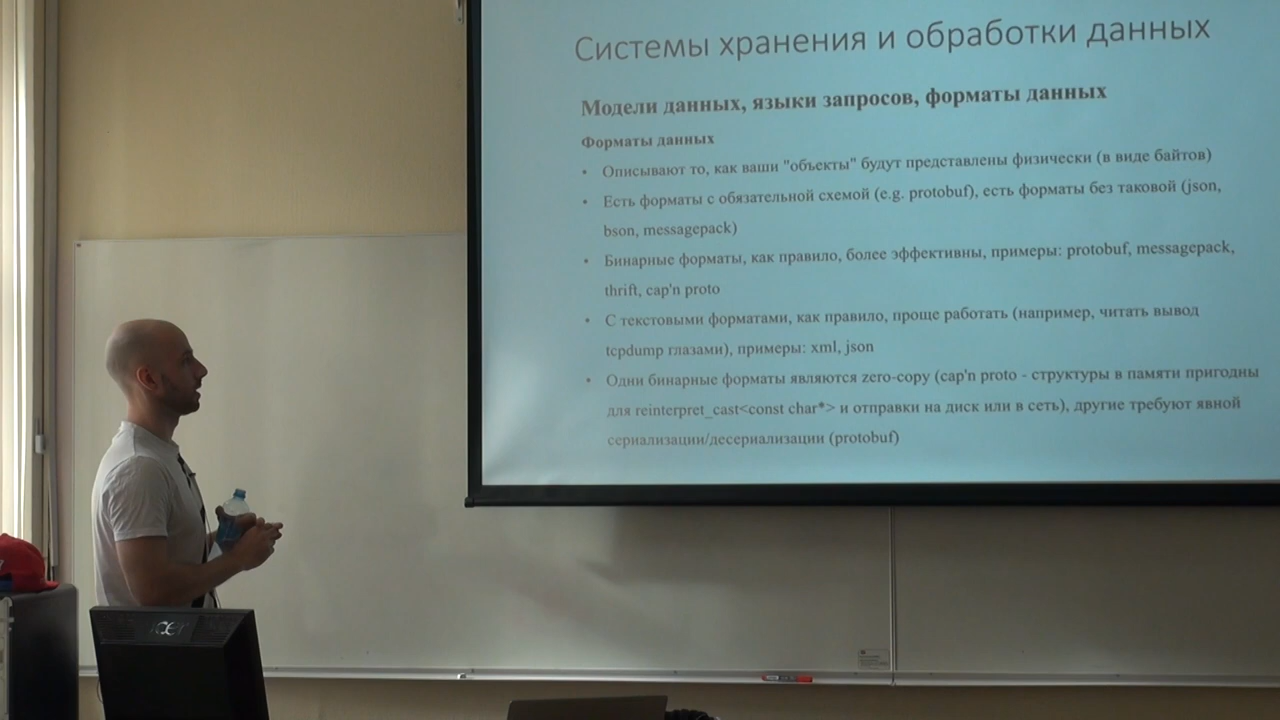 Системы хранения и обработки данных
Модели данных, языки запросов, форматы данных
Форматы данных
• Описывают то, как ваши "объекты" будут представлены физически (в виде байтов)
• Есть форматы с обязательной схемой (e.g. protobuf), есть форматы без таковой (json,
bson, messagepack)
• Бинарные форматы, как правило, более эффективны, примеры: protobuf, messagepack,
thrift, cap'n proto
• С текстовыми форматами, как правило, проще работать (например, читать вывод
tcpdump глазами), примеры: xml, json
• Одни бинарные форматы являются zero-copy (cap'n proto - структуры в памяти пригодны
для reinterpret_cast<const char*> и отправки на диск или в сеть), другие требуют явной
сериализации/десериализации (protobuf)
acer